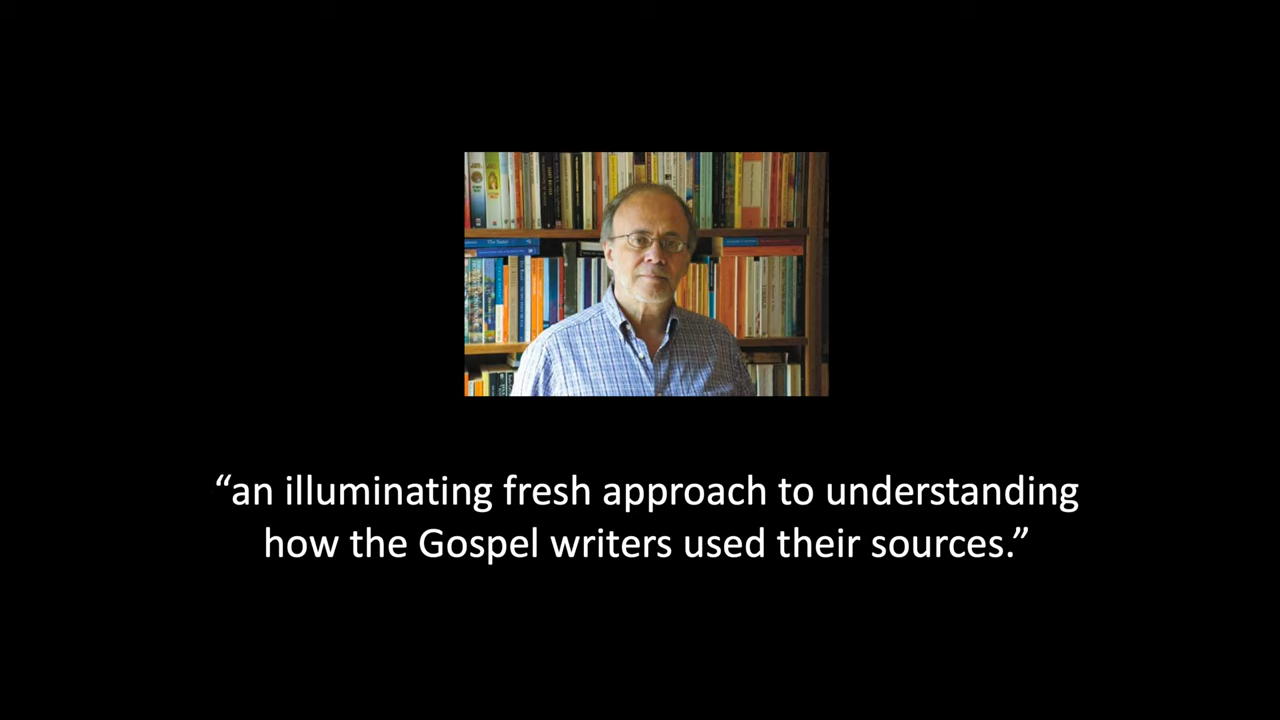 “an illuminating fresh approach to understanding
how the Gospel writers used their sources.”